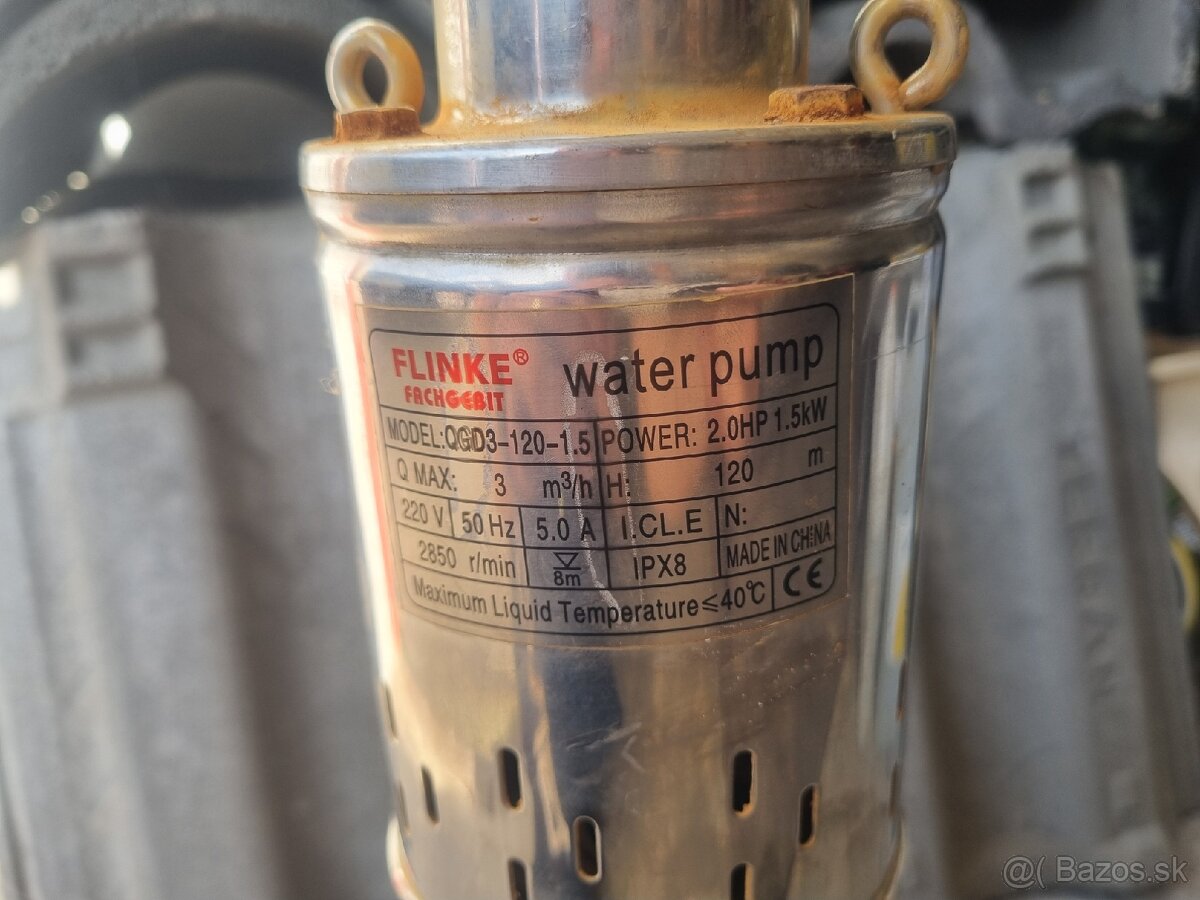 FLINKE® water pump
FACHGEBIT
MODEL:QGD3-120-1.5 POWER: 2.0HP 1.5kW
Q MAX: 3 m³/h H: 120 m
220 V 50 Hz 5.0 A I.CL.E N:
2850 r/min 8m IPX8 MADE IN CHINA
Maximum Liquid Temperature≤40℃ CE
@( Bazos.sk